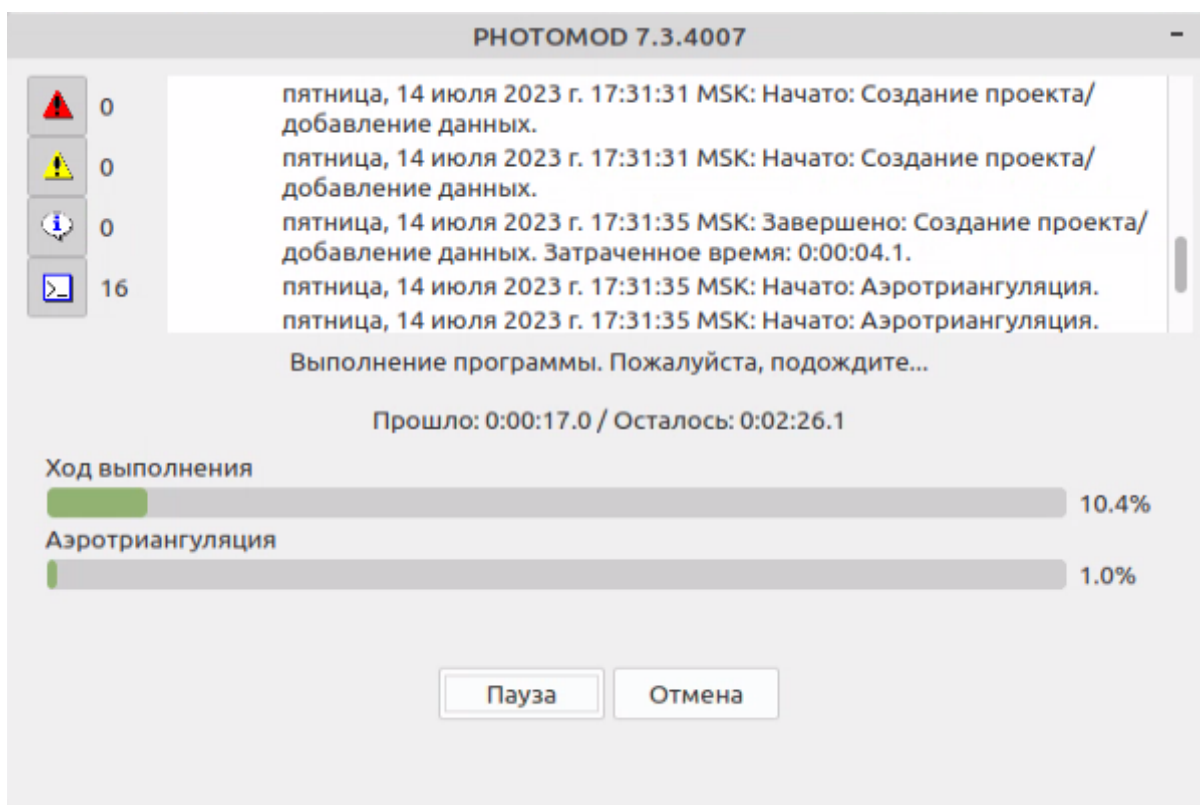 PHOTOMOD 7.3.4007
0
0
0
16
пятница, 14 июля 2023 г. 17:31:31 MSK: Начато: Создание проекта/
добавление данных.
пятница, 14 июля 2023 г. 17:31:31 MSK: Начато: Создание проекта/
добавление данных.
пятница, 14 июля 2023 г. 17:31:35 MSK: Завершено: Создание проекта/
добавление данных. Затраченное время: 0:00:04.1.
пятница, 14 июля 2023 г. 17:31:35 MSK: Начато: Аэротриангуляция.
пятница, 14 июля 2023 г. 17:31:35 MSK: Начато: Аэротриангуляция.
Выполнение программы. Пожалуйста, подождите...
Прошло: 0:00:17.0 / Осталось: 0:02:26.1
Ход выполнения
10.4%
Аэротриангуляция
1.0%
Пауза
Отмена